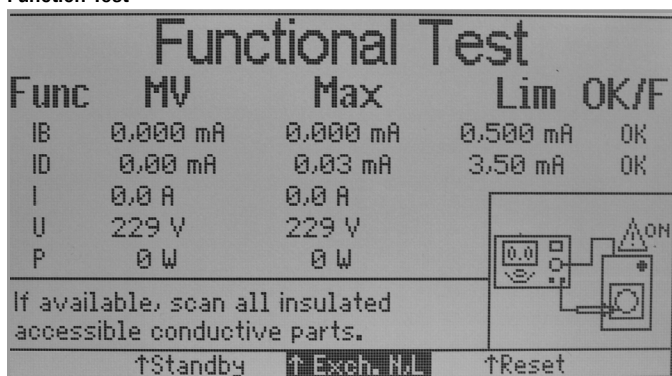 Function Test
Functional Test
Func MV Max Lim OK/F
IB 0,000 mA 0,000 mA 0,500 mA OK
ID 0,00 mA 0,03 mA 3,50 mA OK
I 0,0 A 0,0 A
U 229 V 229 V
P 0 W 0 W
ON
0.0
If available, scan all insulated
accessible conductive parts.
↑Standby ↑ Exch. N,L ↑Reset